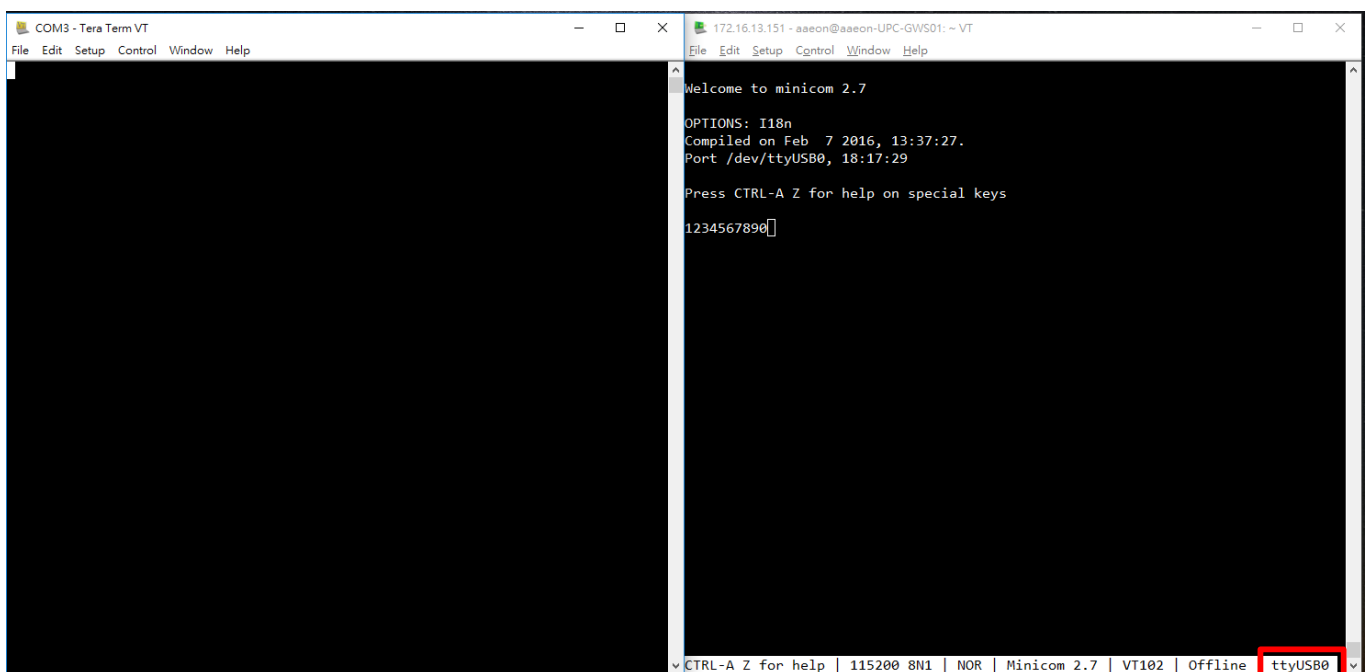 COM3 - Tera Term VT
File Edit Setup Control Window Help
172.16.13.151 - aaeon@aaeon-UPC-GWS01: ~ VT
File Edit Setup Control Window Help
Welcome to minicom 2.7
OPTIONS: I18n
Compiled on Feb  7 2016, 13:37:27.
Port /dev/ttyUSB0, 18:17:29
Press CTRL-A Z for help on special keys
1234567890
CTRL-A Z for help | 115200 8N1 | NOR | Minicom 2.7 | VT102 | Offline | ttyUSB0